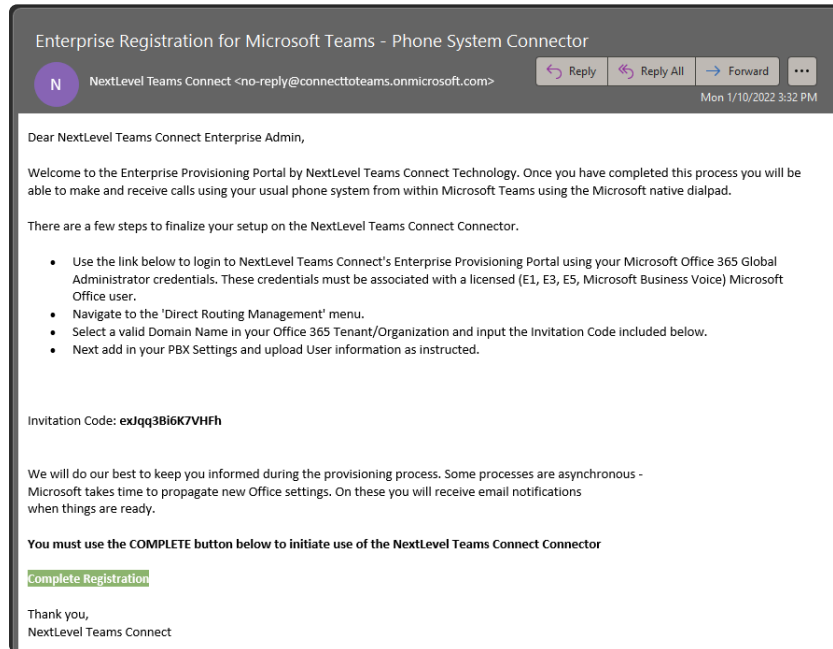 Enterprise Registration for Microsoft Teams - Phone System Connector
N
NextLevel Teams Connect <no-reply@connecttoteams.onmicrosoft.com>
Reply
Reply All
Forward
...
Mon 1/10/2022 3:32 PM
Dear NextLevel Teams Connect Enterprise Admin,
Welcome to the Enterprise Provisioning Portal by NextLevel Teams Connect Technology. Once you have completed this process you will be
able to make and receive calls using your usual phone system from within Microsoft Teams using the Microsoft native dialpad.
There are a few steps to finalize your setup on the NextLevel Teams Connect Connector.
• Use the link below to login to NextLevel Teams Connect's Enterprise Provisioning Portal using your Microsoft Office 365 Global
Administrator credentials. These credentials must be associated with a licensed (E1, E3, E5, Microsoft Business Voice) Microsoft
Office user.
• Navigate to the 'Direct Routing Management' menu.
• Select a valid Domain Name in your Office 365 Tenant/Organization and input the Invitation Code included below.
• Next add in your PBX Settings and upload User information as instructed.
Invitation Code: exJqq3Bi6K7VHFh
We will do our best to keep you informed during the provisioning process. Some processes are asynchronous -
Microsoft takes time to propagate new Office settings. On these you will receive email notifications
when things are ready.
You must use the COMPLETE button below to initiate use of the NextLevel Teams Connect Connector
Complete Registration
Thank you,
NextLevel Teams Connect